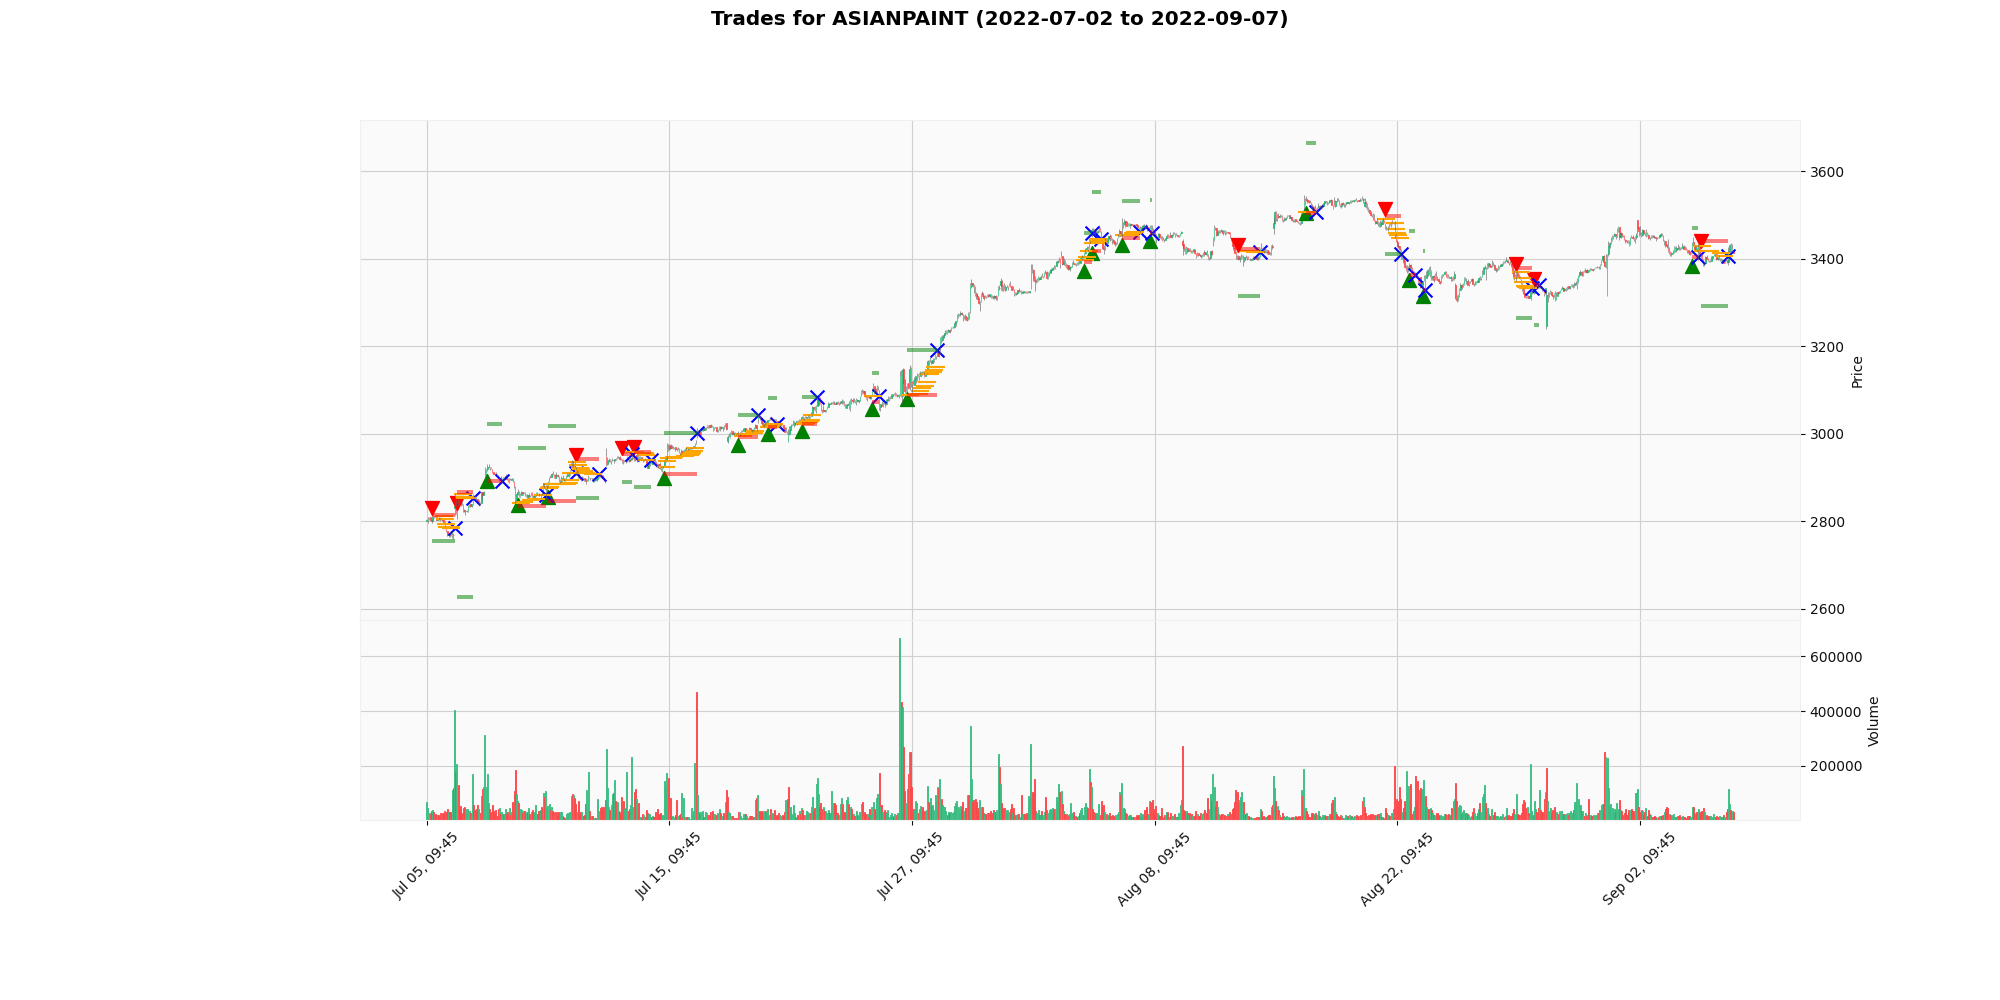 Trades for ASIANPAINT (2022-07-02 to 2022-09-07)
3600
3400
3200
3000
2800
2600
Price
600000
400000
200000
Volume
Jul 05, 09:45
Jul 15, 09:45
Jul 27, 09:45
Aug 08, 09:45
Aug 22, 09:45
Sep 02, 09:45